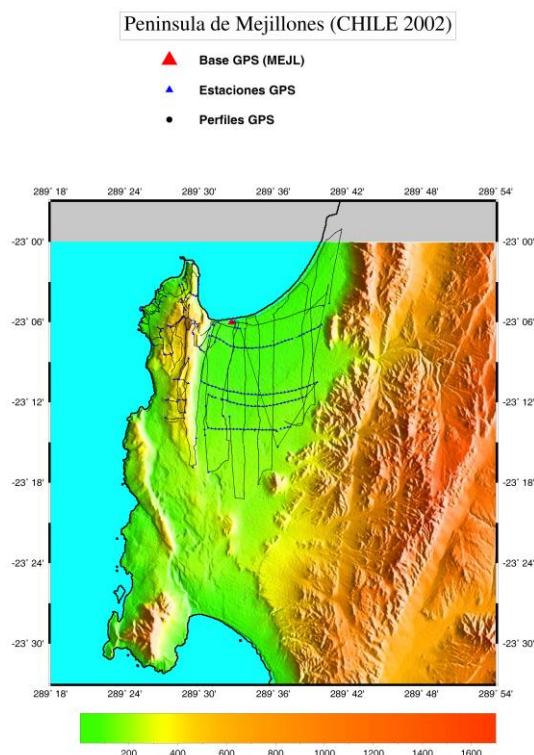 Peninsula de Mejillones (CHILE 2002)
Base GPS (MEJL)
Estaciones GPS
Perfiles GPS
289˚ 18' 289˚ 24' 289˚ 30' 289˚ 36' 289˚ 42' 289˚ 48' 289˚ 54'
-23˚ 00' -23˚ 00'
-23˚ 06' -23˚ 06'
-23˚ 12' -23˚ 12'
-23˚ 18' -23˚ 18'
-23˚ 24' -23˚ 24'
-23˚ 30' -23˚ 30'
289˚ 18' 289˚ 24' 289˚ 30' 289˚ 36' 289˚ 42' 289˚ 48' 289˚ 54'
200 400 600 800 1000 1200 1400 1600